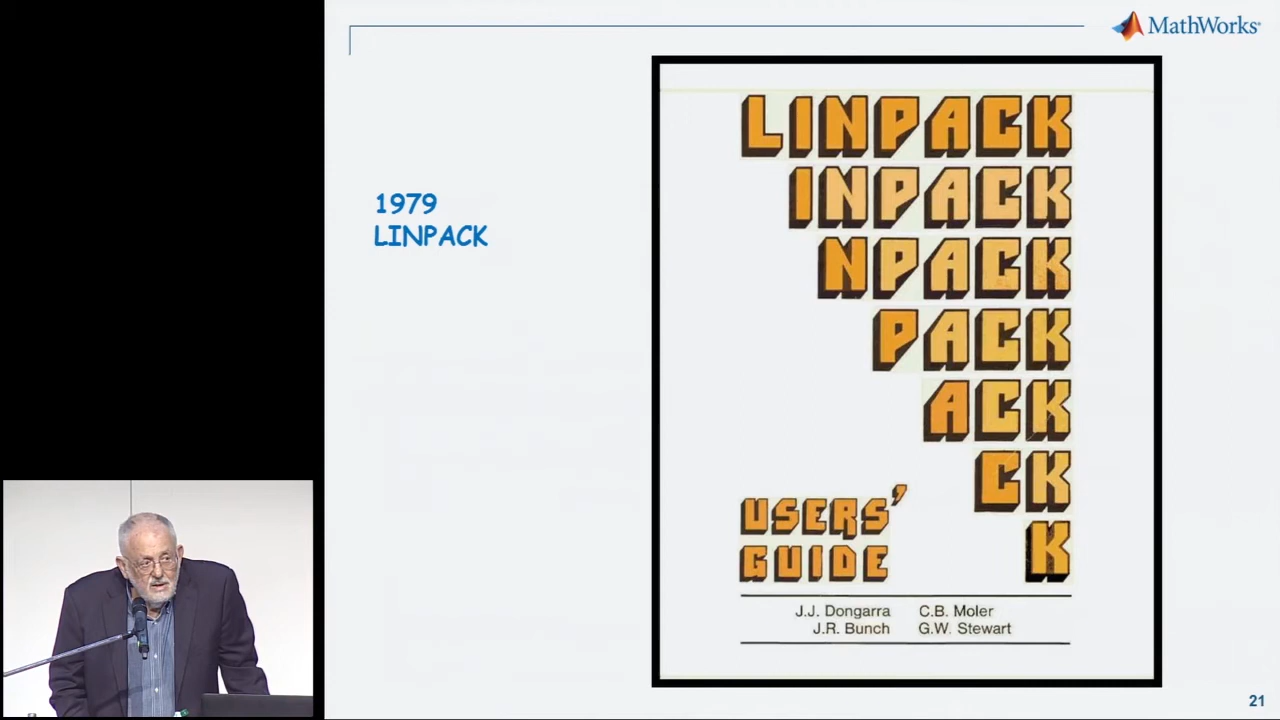 MathWorks®
1979
LINPACK
LINPACK
INPACK
NPACK
PACK
ACK
CK
K
USERS'
GUIDE
J.J. Dongarra C.B. Moler
J.R. Bunch G.W. Stewart
21